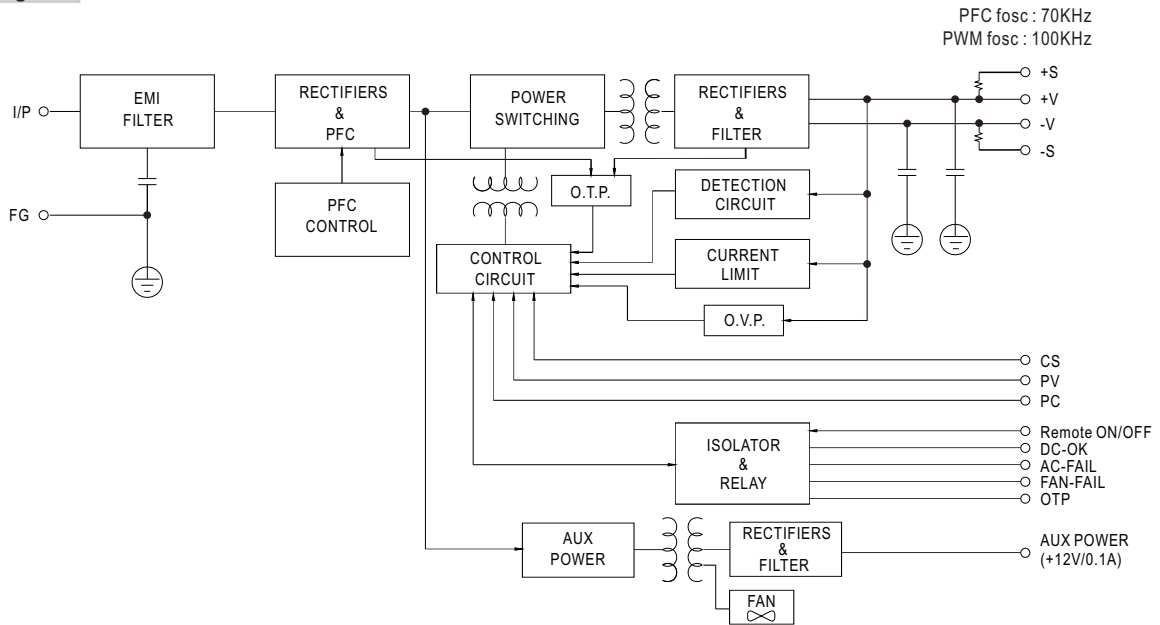 PFC fosc : 70KHz
PWM fosc : 100KHz
I/P
EMI
FILTER
RECTIFIERS
&
PFC
POWER
SWITCHING
RECTIFIERS
&
FILTER
+S
+V
-V
-S
FG
PFC
CONTROL
O.T.P.
DETECTION
CIRCUIT
CONTROL
CIRCUIT
CURRENT
LIMIT
O.V.P.
CS
PV
PC
ISOLATOR
&
RELAY
Remote ON/OFF
DC-OK
AC-FAIL
FAN-FAIL
OTP
AUX
POWER
RECTIFIERS
&
FILTER
AUX POWER
(+12V/0.1A)
FAN